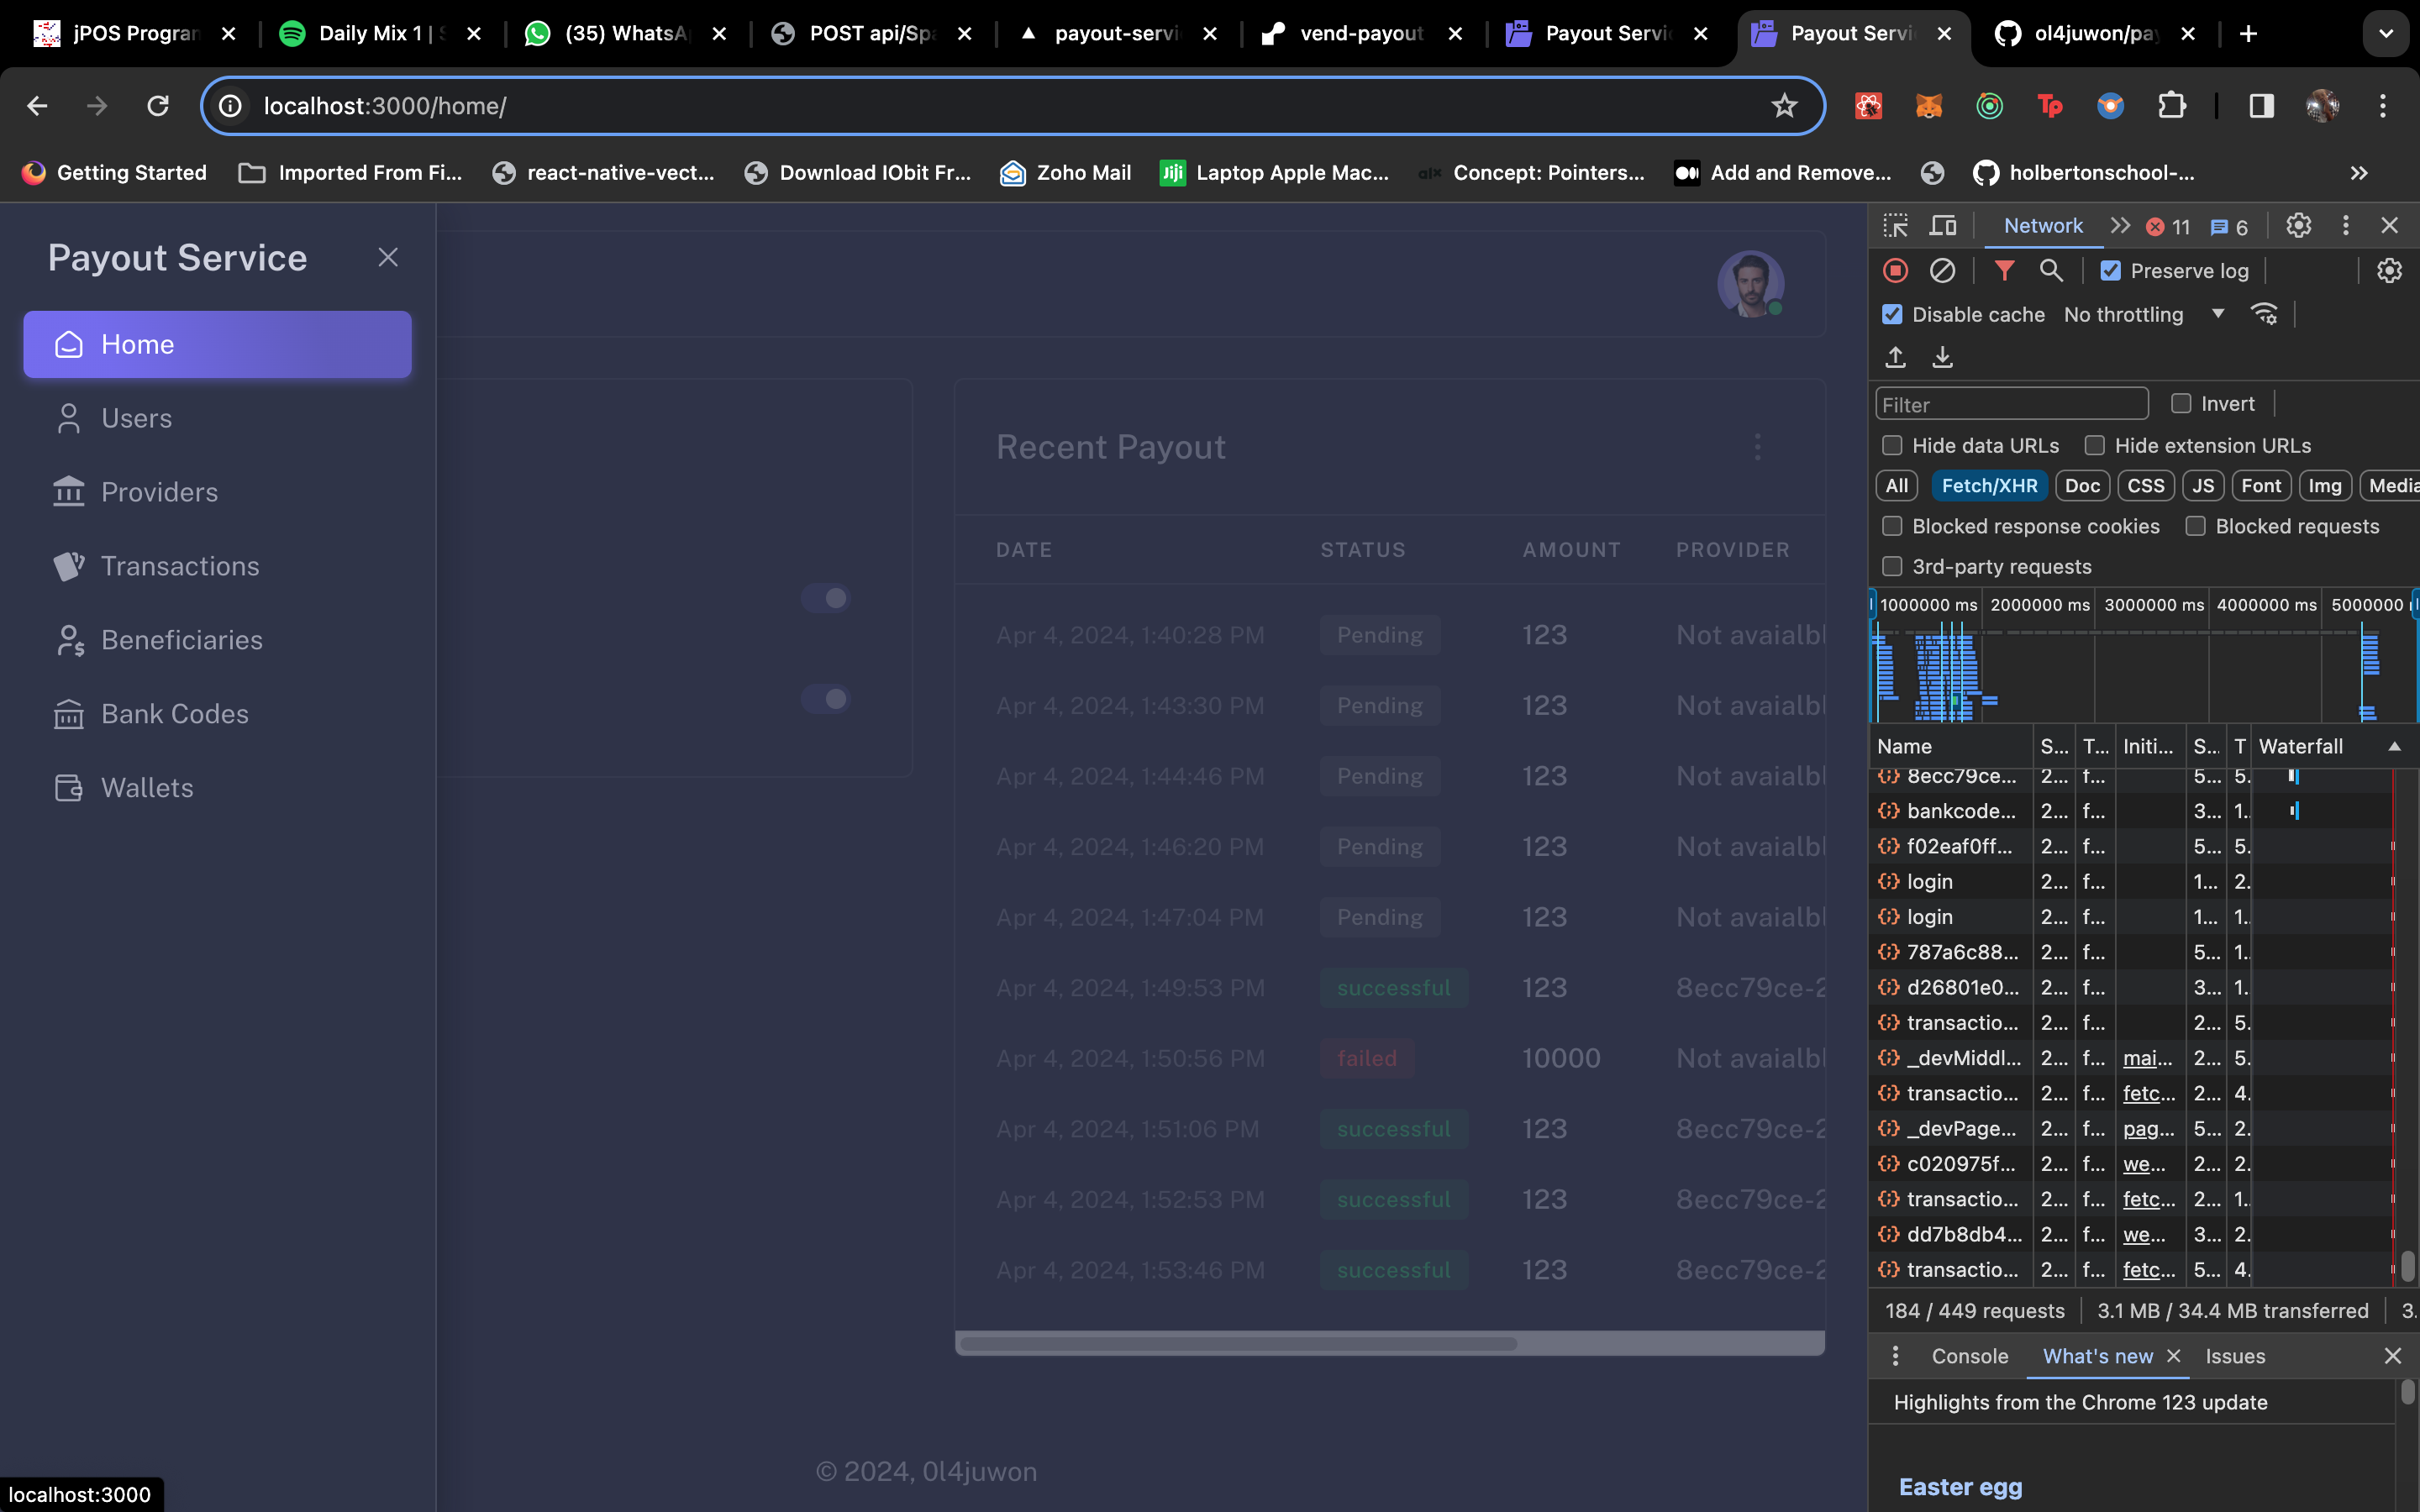 jPOS Progran
Daily Mix 1 | S
(35) WhatsA
POST api/Spa
payout-servi
vend-payout
Payout Servi
Payout Servi
ol4juwon/pay
localhost:3000/home/
Getting Started
Imported From Fi...
react-native-vect...
Download IObit Fr...
Zoho Mail
Laptop Apple Mac...
Concept: Pointers...
Add and Remove...
holbertonschool-...
Payout Service
Home
Users
Providers
Transactions
Beneficiaries
Bank Codes
Wallets
Recent Payout
DATE STATUS AMOUNT PROVIDER
Apr 4, 2024, 1:40:28 PM Pending 123 Not avaialbl
Apr 4, 2024, 1:43:30 PM Pending 123 Not avaialbl
Apr 4, 2024, 1:44:46 PM Pending 123 Not avaialbl
Apr 4, 2024, 1:46:20 PM Pending 123 Not avaialbl
Apr 4, 2024, 1:47:04 PM Pending 123 Not avaialbl
Apr 4, 2024, 1:49:53 PM successful 123 8ecc79ce-2
Apr 4, 2024, 1:50:56 PM failed 10000 Not avaialbl
Apr 4, 2024, 1:51:06 PM successful 123 8ecc79ce-2
Apr 4, 2024, 1:52:53 PM successful 123 8ecc79ce-2
Apr 4, 2024, 1:53:46 PM successful 123 8ecc79ce-2
© 2024, 0l4juwon
localhost:3000
Network 11 6
Preserve log
Disable cache No throttling
Filter Invert
Hide data URLs Hide extension URLs
All Fetch/XHR Doc CSS JS Font Img Media
Blocked response cookies Blocked requests
3rd-party requests
1000000 ms 2000000 ms 3000000 ms 4000000 ms 5000000
Name S... T... Initi... S... T Waterfall
8ecc79ce... 2... f... 5... 5.
bankcode... 2... f... 3... 1.
f02eaf0ff... 2... f... 5... 5.
login 2... f... 1... 2.
login 2... f... 1... 1.
787a6c88... 2... f... 5... 1.
d26801e0... 2... f... 3... 1.
transactio... 2... f... 2... 5.
_devMiddl... 2... f... mai... 2... 5.
transactio... 2... f... fetc... 2... 4.
_devPage... 2... f... pag... 5... 2.
c020975f... 2... f... we... 2... 2.
transactio... 2... f... fetc... 2... 1.
dd7b8db4... 2... f... we... 3... 2.
transactio... 2... f... fetc... 5... 4.
184 / 449 requests 3.1 MB / 34.4 MB transferred 3.
Console What's new Issues
Highlights from the Chrome 123 update
Easter egg